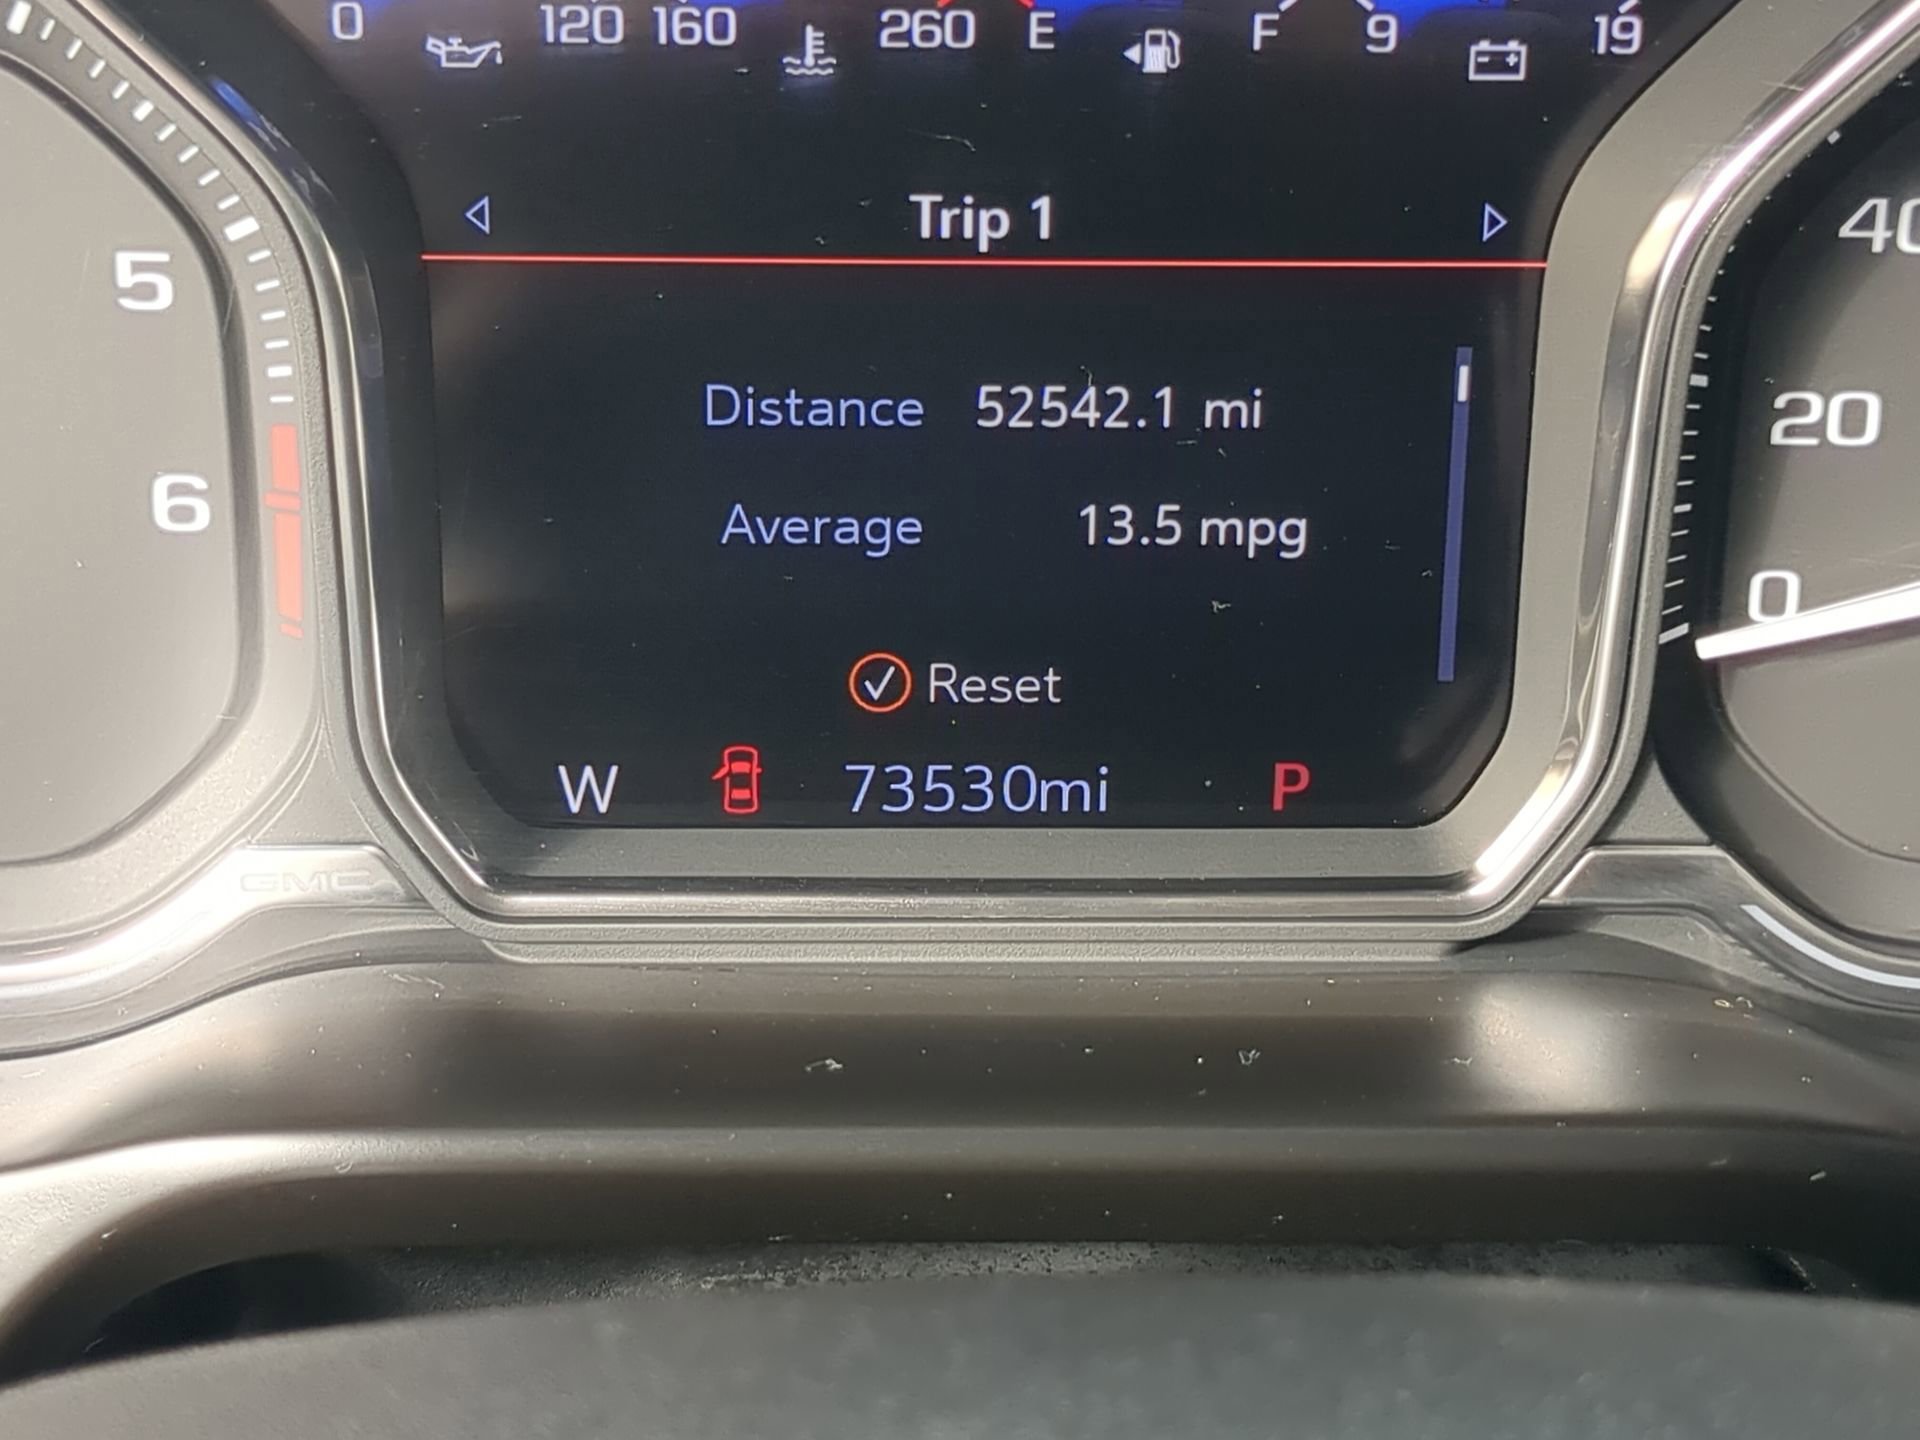 0 120 160 260 E F 9 19
Trip 1
40
5
Distance 52542.1 mi
20
6
Average 13.5 mpg
0
Reset
W 73530mi P
GMC